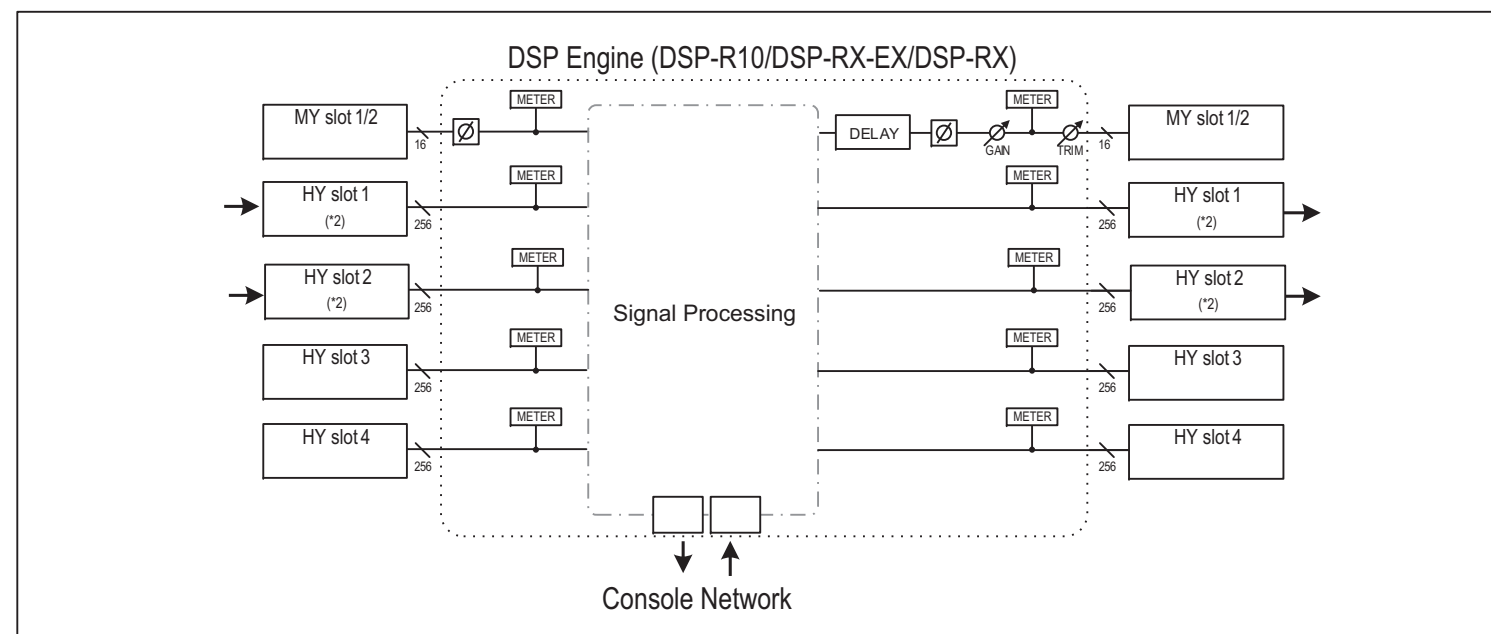 DSP Engine (DSP-R10/DSP-RX-EX/DSP-RX)
METER
METER
MY slot 1/2
MY slot 1/2
16
Ø
DELAY
Ø
GAIN
TRIM
16
METER
METER
HY slot 1
(*2)
256
256
HY slot 1
(*2)
METER
METER
HY slot 2
(*2)
256
256
HY slot 2
(*2)
Signal Processing
METER
METER
HY slot 3
256
256
HY slot 3
METER
METER
HY slot 4
256
256
HY slot 4
Console Network